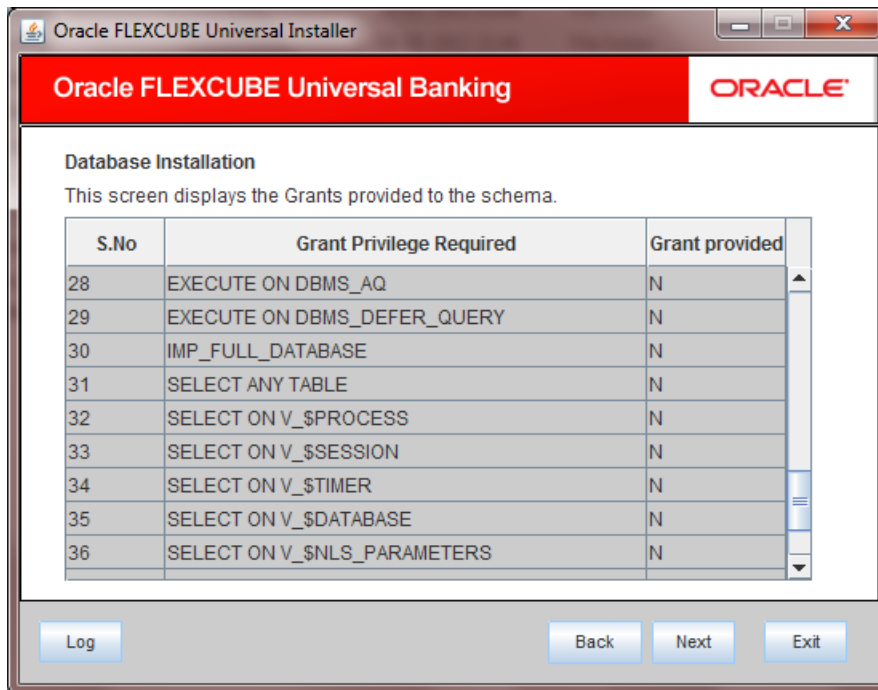 Oracle FLEXCUBE Universal Installer
Oracle FLEXCUBE Universal Banking
ORACLE
Database Installation
This screen displays the Grants provided to the schema.
S.No Grant Privilege Required Grant provided
28 EXECUTE ON DBMS_AQ N
29 EXECUTE ON DBMS_DEFER_QUERY N
30 IMP_FULL_DATABASE N
31 SELECT ANY TABLE N
32 SELECT ON V_$PROCESS N
33 SELECT ON V_$SESSION N
34 SELECT ON V_$TIMER N
35 SELECT ON V_$DATABASE N
36 SELECT ON V_$NLS_PARAMETERS N
Log Back Next Exit